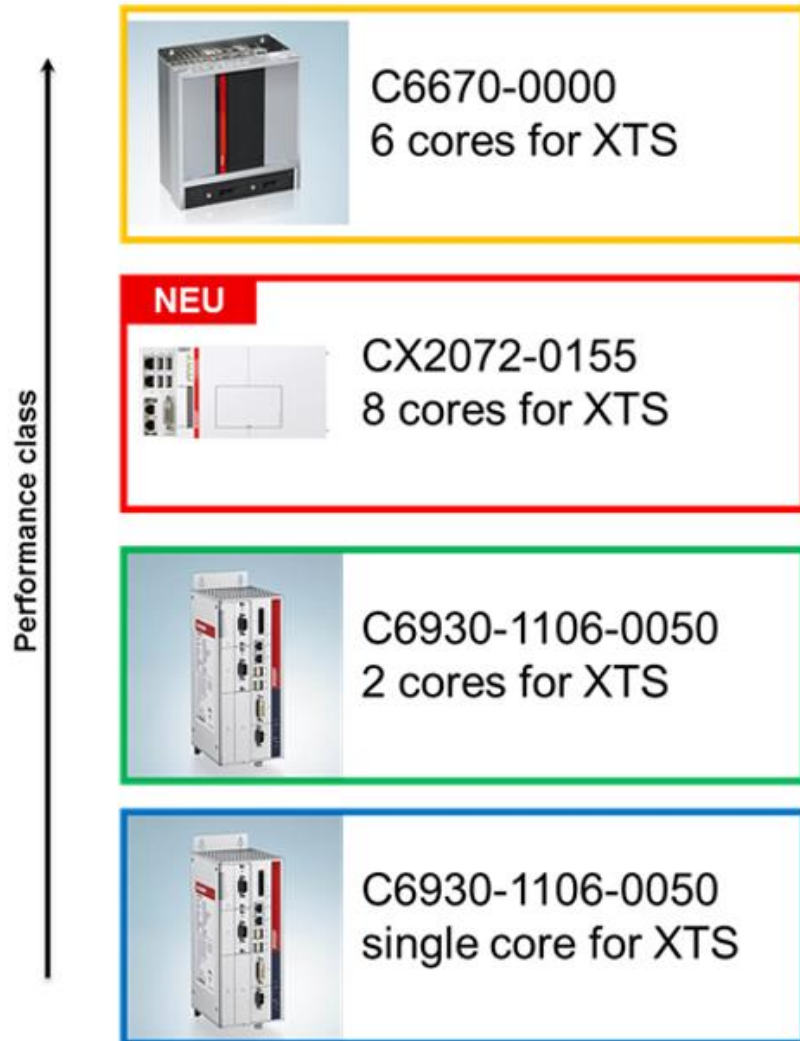 C6670-0000
6 cores for XTS
NEU
CX2072-0155
8 cores for XTS
Performance class
C6930-1106-0050
2 cores for XTS
C6930-1106-0050
single core for XTS